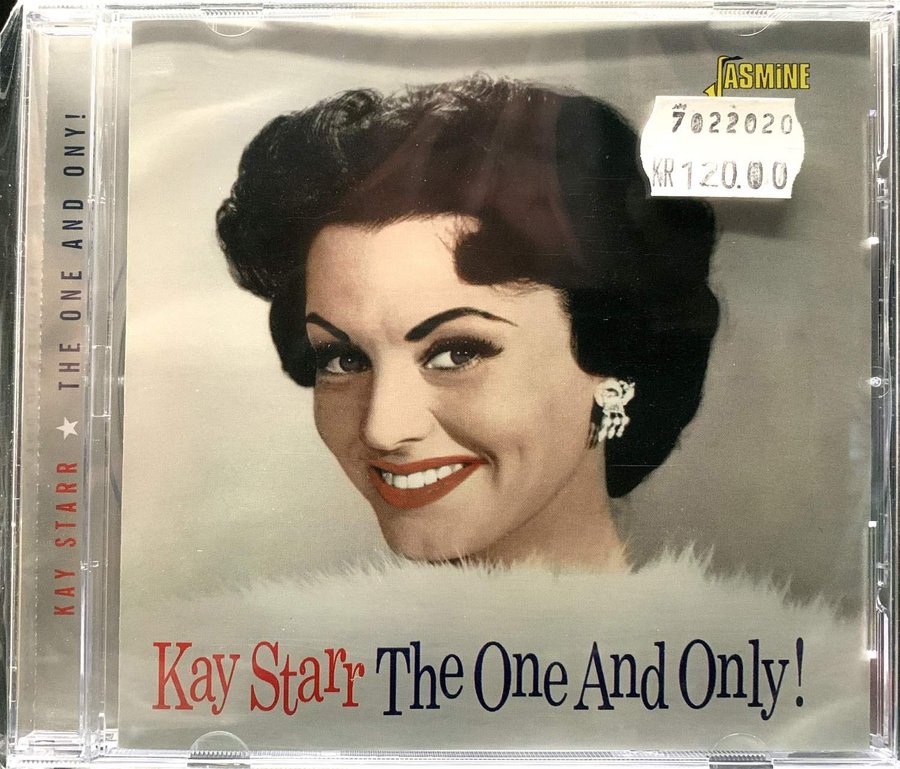 KAY STARR ★ THE ONE AND ONY!
JASMiNE
7022020
KR 120.00
Kay Starr The One And Only!